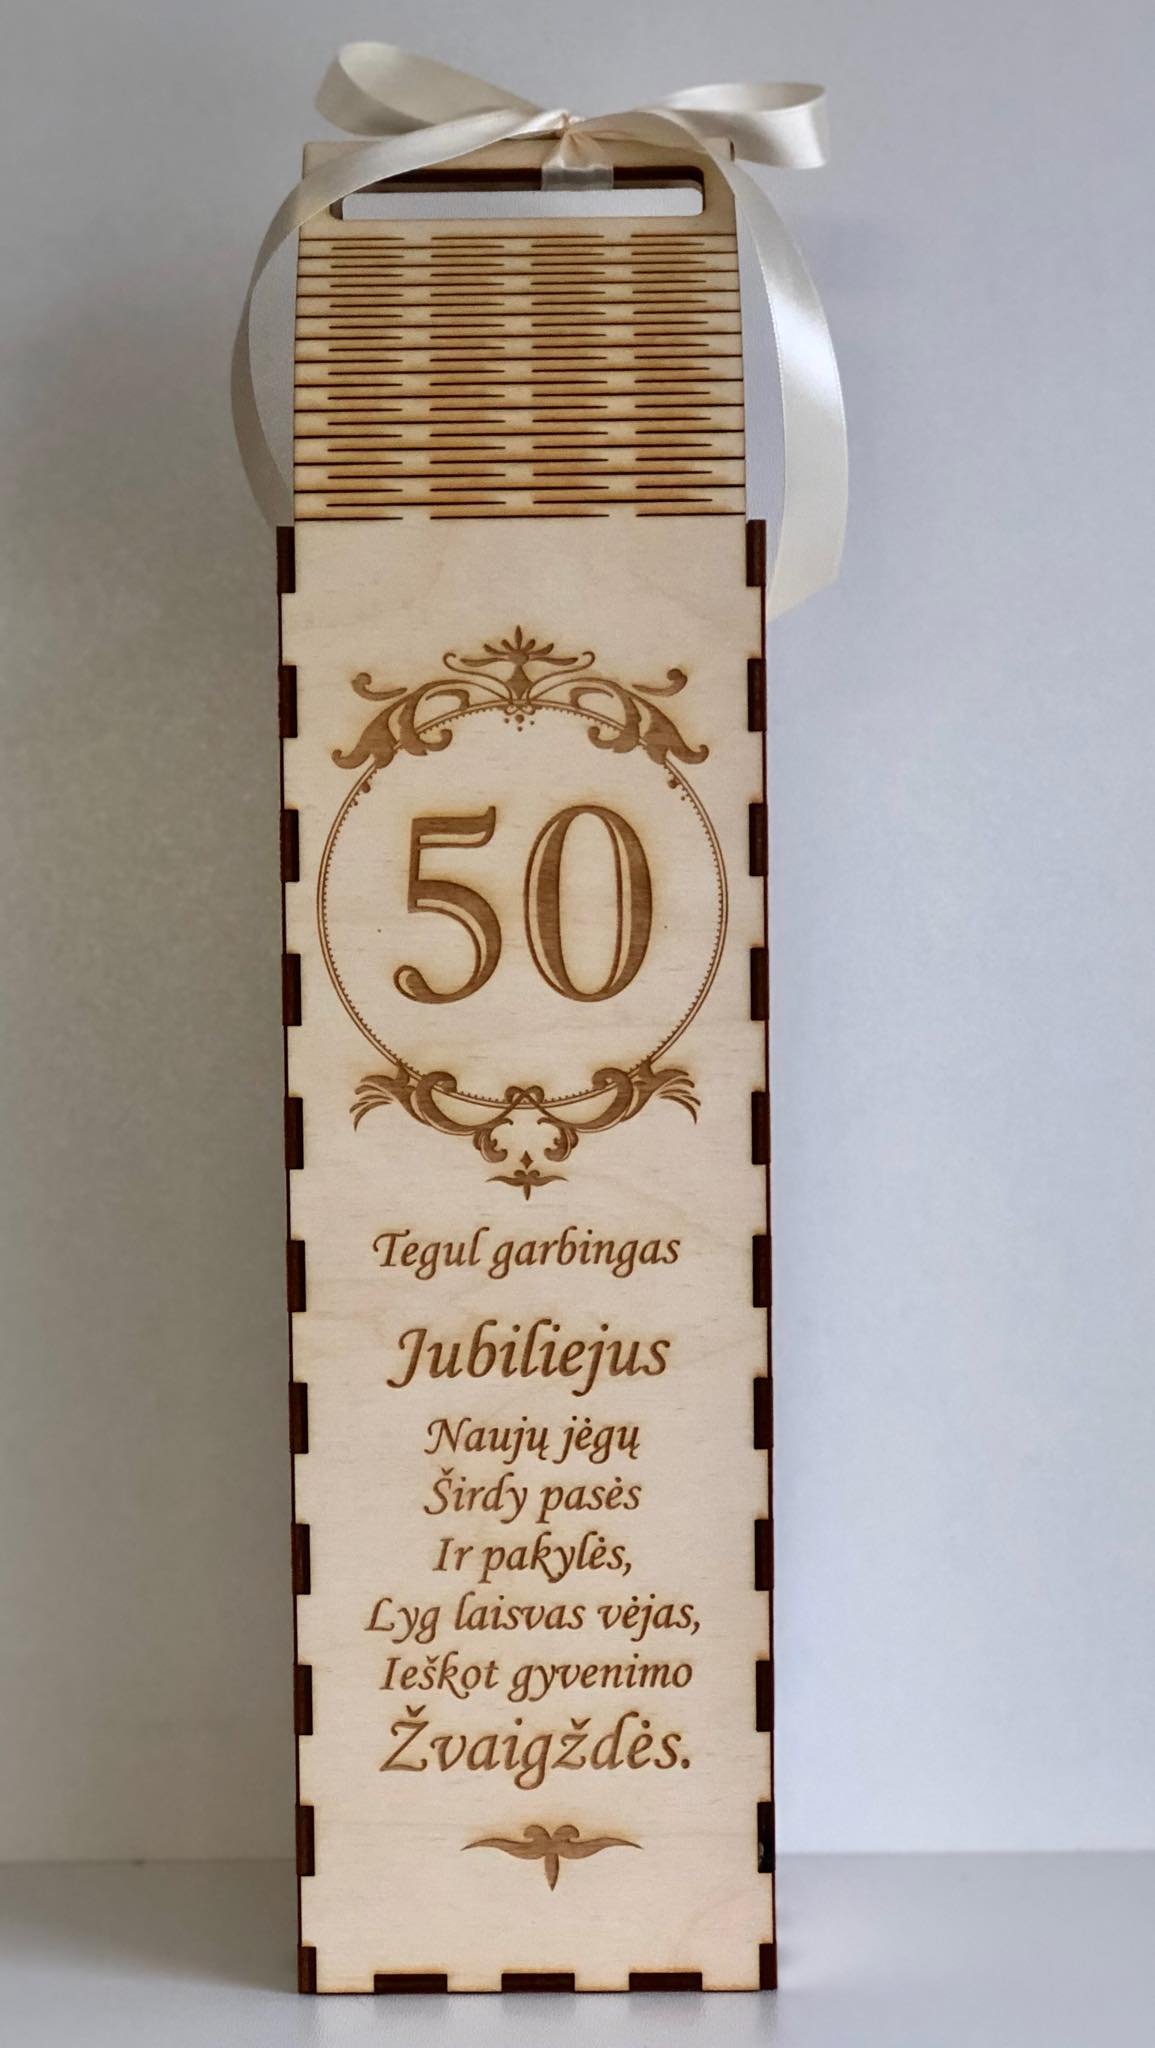 50
Tegul garbingas
Jubiliejus
Naujų jėgų
Širdy pasės
Ir pakylės,
Lyg laisvas vėjas,
Ieškot gyvenimo
Žvaigždės.